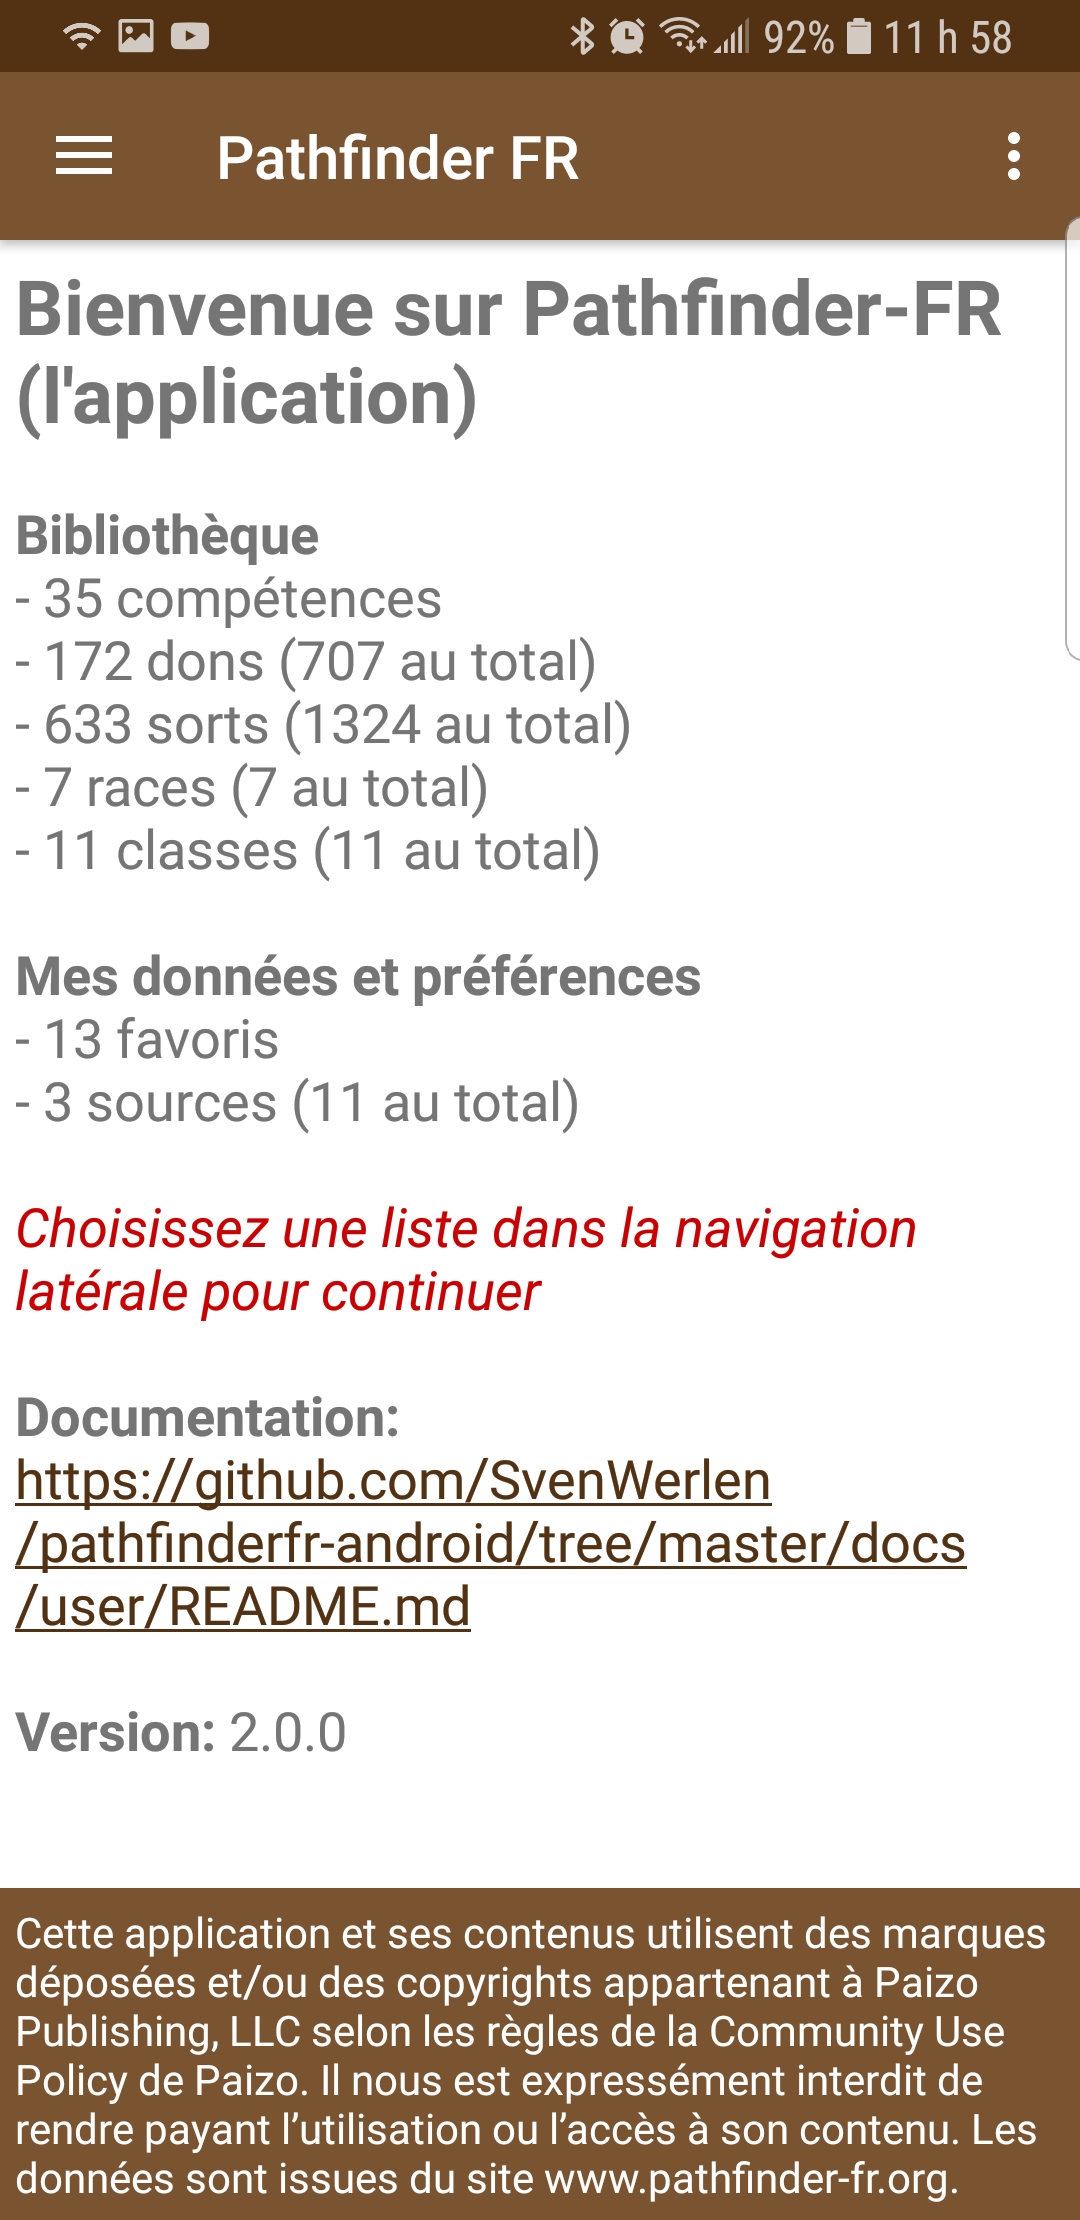 92% 11 h 58
Pathfinder FR
Bienvenue sur Pathfinder-FR
(l'application)
Bibliothèque
- 35 compétences
- 172 dons (707 au total)
- 633 sorts (1324 au total)
- 7 races (7 au total)
- 11 classes (11 au total)
Mes données et préférences
- 13 favoris
- 3 sources (11 au total)
Choisissez une liste dans la navigation
latérale pour continuer
Documentation:
https://github.com/SvenWerlen
/pathfinderfr-android/tree/master/docs
/user/README.md
Version: 2.0.0
Cette application et ses contenus utilisent des marques
déposées et/ou des copyrights appartenant à Paizo
Publishing, LLC selon les règles de la Community Use
Policy de Paizo. Il nous est expressément interdit de
rendre payant l’utilisation ou l’accès à son contenu. Les
données sont issues du site www.pathfinder-fr.org.